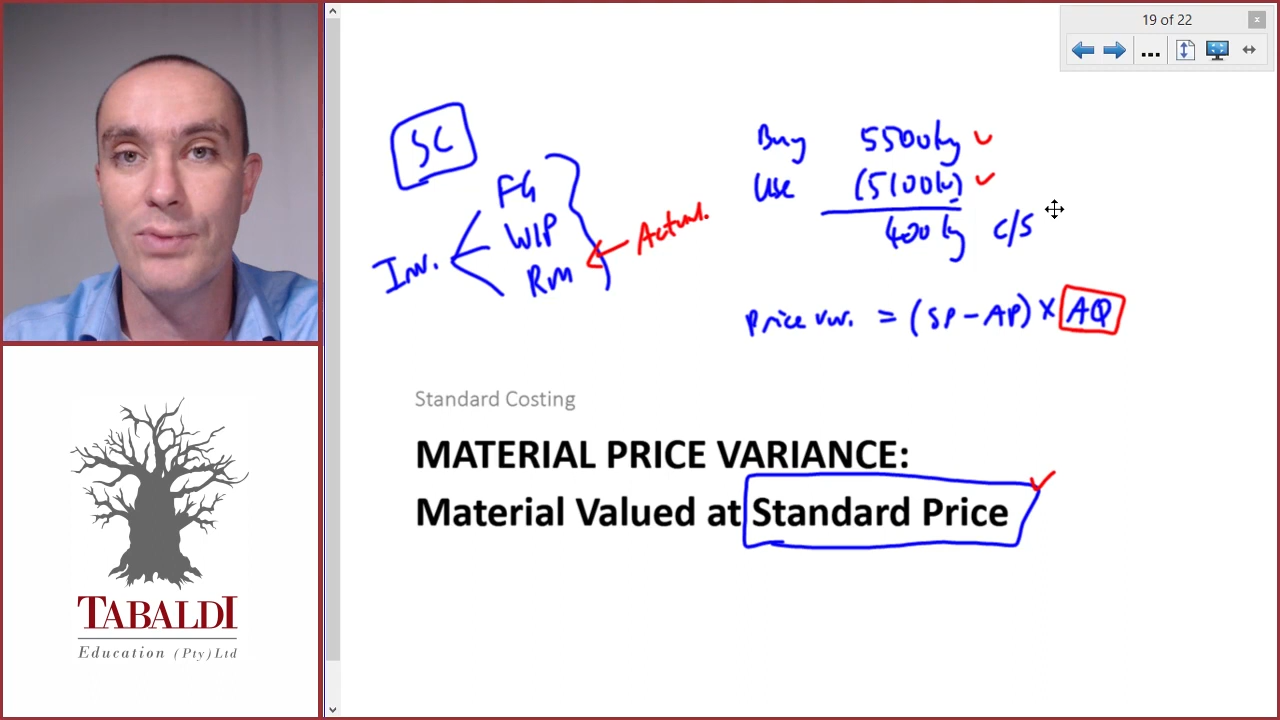 19 of 22
SC
FG
WIP
RM
Inv.
Actual.
Buy 5500kg
Use (5100kg)
400kg C/S
Price var. = (SP - AP) × AQ
Standard Costing
MATERIAL PRICE VARIANCE:
Material Valued at Standard Price
TABALDI
Education (Pty) Ltd